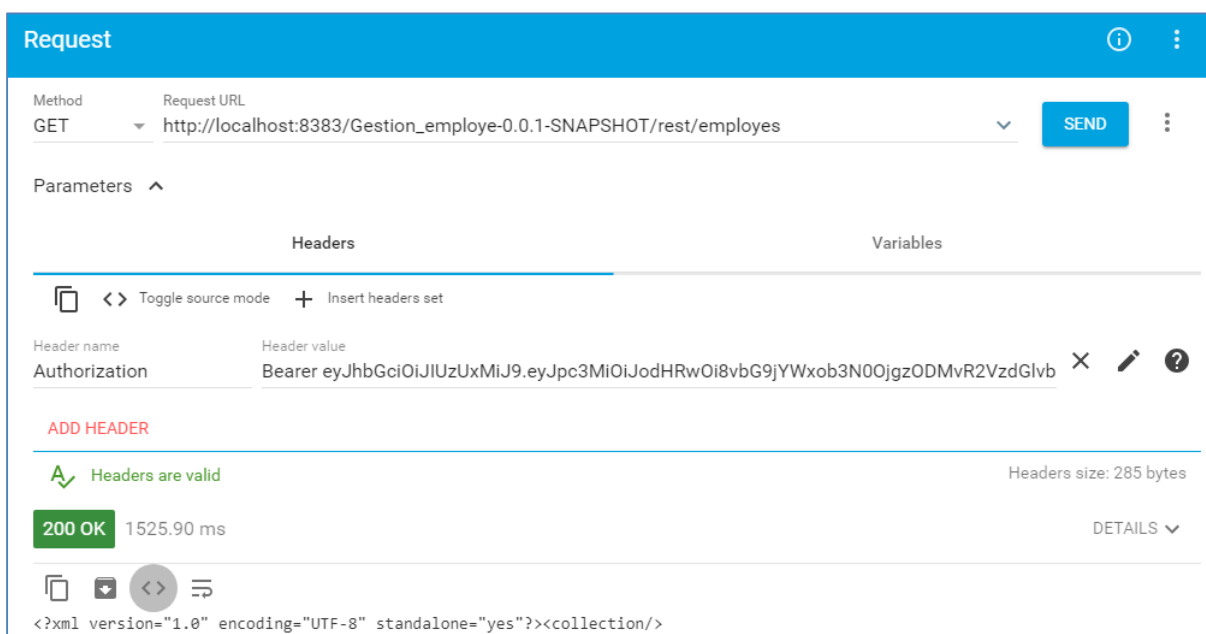 Request
Method Request URL
GET http://localhost:8383/Gestion_employe-0.0.1-SNAPSHOT/rest/employes SEND
Parameters
Headers Variables
<> Toggle source mode + Insert headers set
Header name Header value
Authorization Bearer eyJhbGciOiJIUzUxMiJ9.eyJpc3MiOiJodHRwOi8vbG9jYWxob3N0OjgzODMvR2VzdGlvb
ADD HEADER
Headers are valid Headers size: 285 bytes
200 OK 1525.90 ms DETAILS
<?xml version="1.0" encoding="UTF-8" standalone="yes"?><collection/>